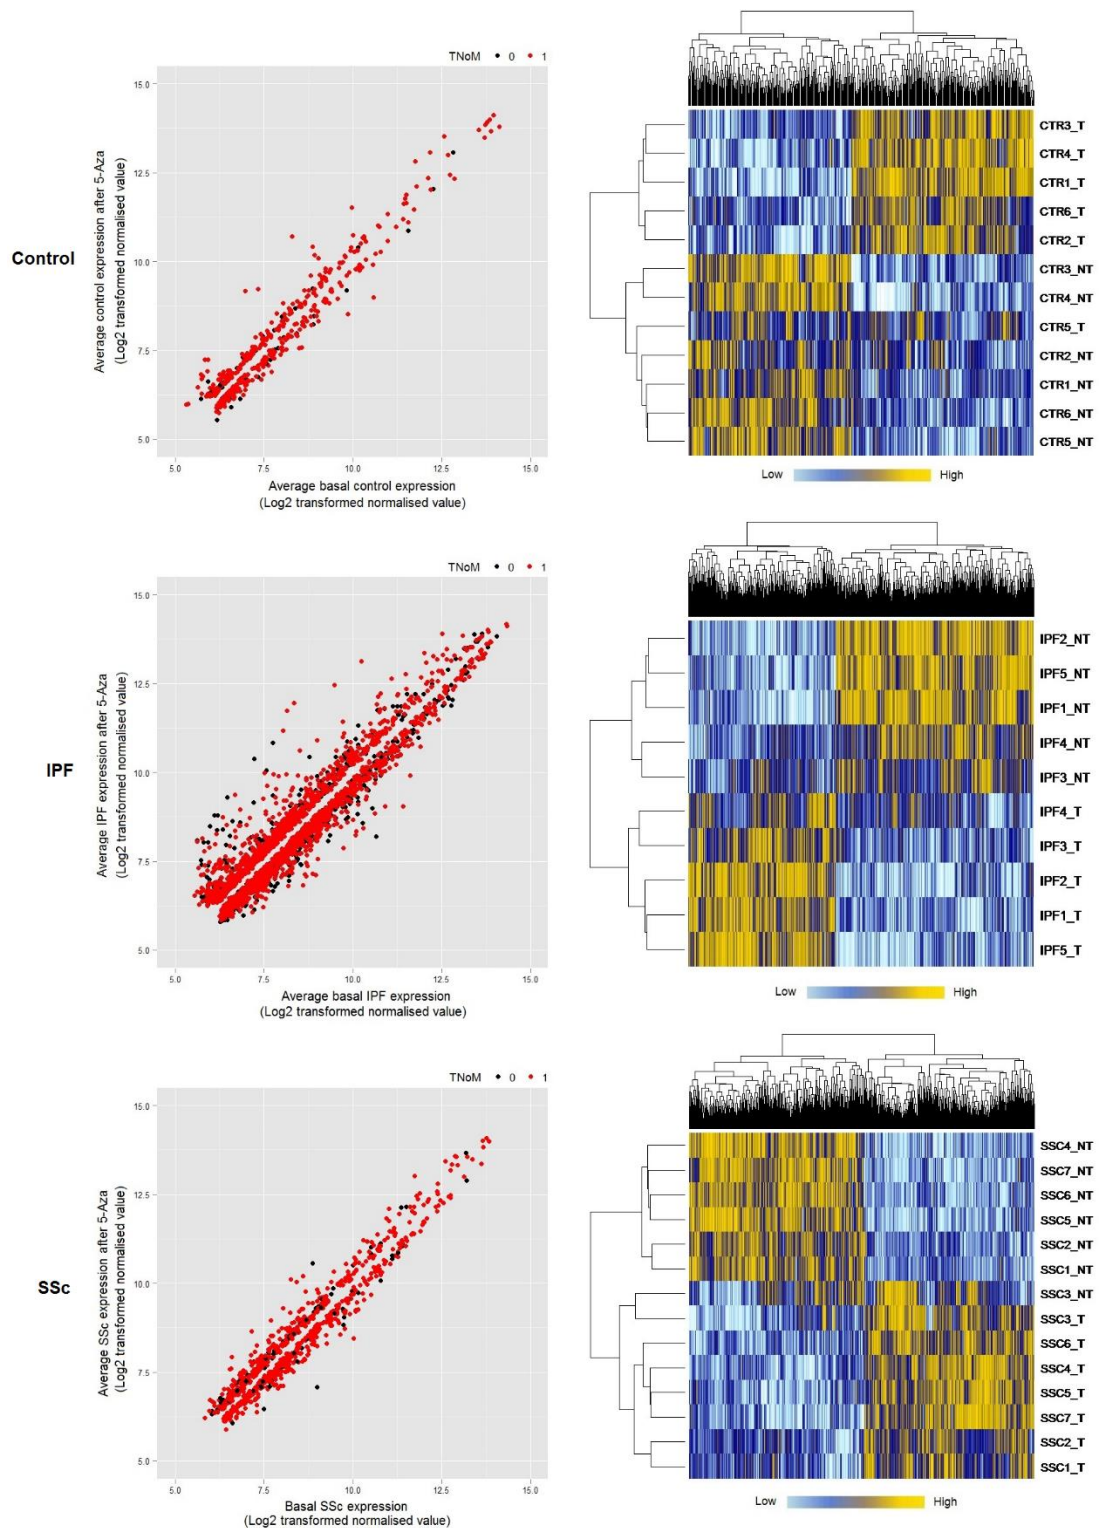 TNoM 0 1
Control
Average control expression after 5-Aza
(Log2 transformed normalised value)
15.0
12.5
10.0
7.5
5.0
5.0 7.5 10.0 12.5 15.0
Average basal control expression
(Log2 transformed normalised value)
CTR3_T
CTR4_T
CTR1_T
CTR6_T
CTR2_T
CTR3_NT
CTR4_NT
CTR5_T
CTR2_NT
CTR1_NT
CTR6_NT
CTR5_NT
Low High
TNoM 0 1
IPF
Average IPF expression after 5-Aza
(Log2 transformed normalised value)
15.0
12.5
10.0
7.5
5.0
5.0 7.5 10.0 12.5 15.0
Average basal IPF expression
(Log2 transformed normalised value)
IPF2_NT
IPF5_NT
IPF1_NT
IPF4_NT
IPF3_NT
IPF4_T
IPF3_T
IPF2_T
IPF1_T
IPF5_T
Low High
TNoM 0 1
SSc
Average SSc expression after 5-Aza
(Log2 transformed normalised value)
15.0
12.5
10.0
7.5
5.0
5.0 7.5 10.0 12.5 15.0
Basal SSc expression
(Log2 transformed normalised value)
SSC4_NT
SSC7_NT
SSC6_NT
SSC5_NT
SSC2_NT
SSC1_NT
SSC3_NT
SSC3_T
SSC6_T
SSC4_T
SSC5_T
SSC7_T
SSC2_T
SSC1_T
Low High